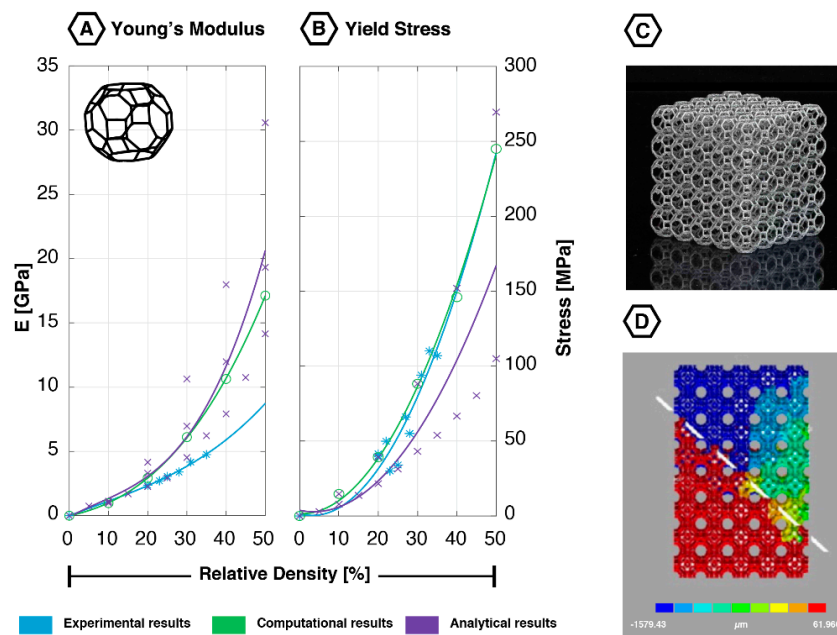 A Young's Modulus
B Yield Stress
C
35
30
25
20
15
10
5
0
E [GPa]
0 10 20 30 40 50
300
250
200
150
100
50
0
Stress [MPa]
0 10 20 30 40 50
Relative Density [%]
Experimental results
Computational results
Analytical results
D
-1579.43 µm